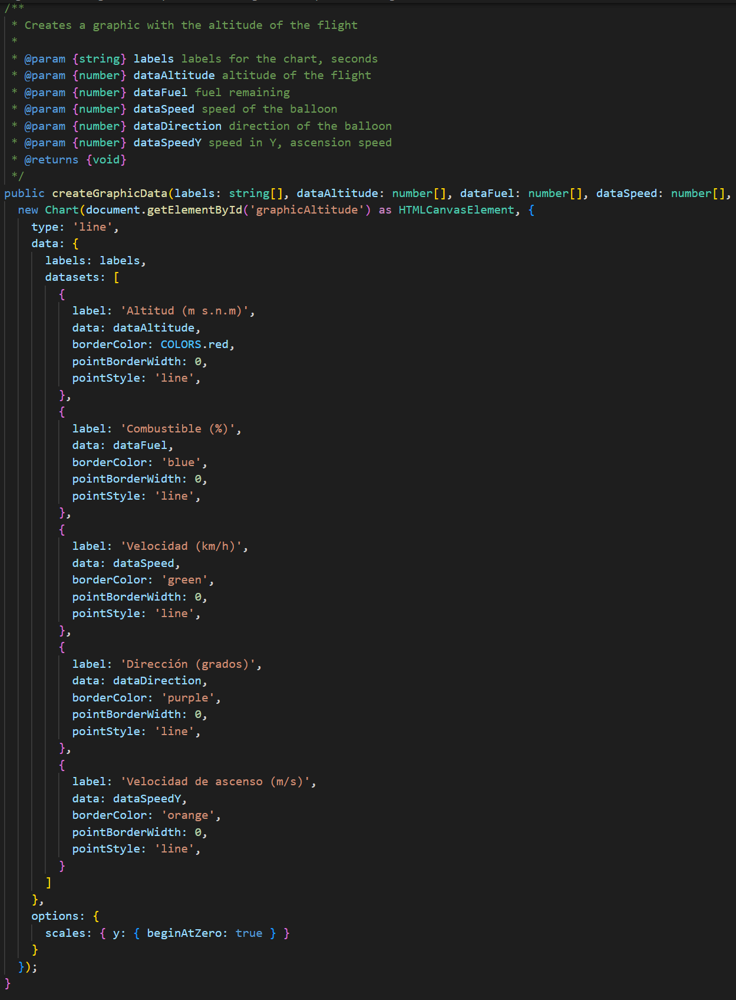 /**
 * Creates a graphic with the altitude of the flight
 *
 * @param {string} labels labels for the chart, seconds
 * @param {number} dataAltitude altitude of the flight
 * @param {number} dataFuel fuel remaining
 * @param {number} dataSpeed speed of the balloon
 * @param {number} dataDirection direction of the balloon
 * @param {number} dataSpeedY speed in Y, ascension speed
 * @returns {void}
 */
public createGraphicData(labels: string[], dataAltitude: number[], dataFuel: number[], dataSpeed: number[],
  new Chart(document.getElementById('graphicAltitude') as HTMLCanvasElement, {
    type: 'line',
    data: {
      labels: labels,
      datasets: [
        {
          label: 'Altitud (m s.n.m)',
          data: dataAltitude,
          borderColor: COLORS.red,
          pointBorderWidth: 0,
          pointStyle: 'line',
        },
        {
          label: 'Combustible (%)',
          data: dataFuel,
          borderColor: 'blue',
          pointBorderWidth: 0,
          pointStyle: 'line',
        },
        {
          label: 'Velocidad (km/h)',
          data: dataSpeed,
          borderColor: 'green',
          pointBorderWidth: 0,
          pointStyle: 'line',
        },
        {
          label: 'Dirección (grados)',
          data: dataDirection,
          borderColor: 'purple',
          pointBorderWidth: 0,
          pointStyle: 'line',
        },
        {
          label: 'Velocidad de ascenso (m/s)',
          data: dataSpeedY,
          borderColor: 'orange',
          pointBorderWidth: 0,
          pointStyle: 'line',
        }
      ]
    },
    options: {
      scales: { y: { beginAtZero: true } }
    }
  });
}